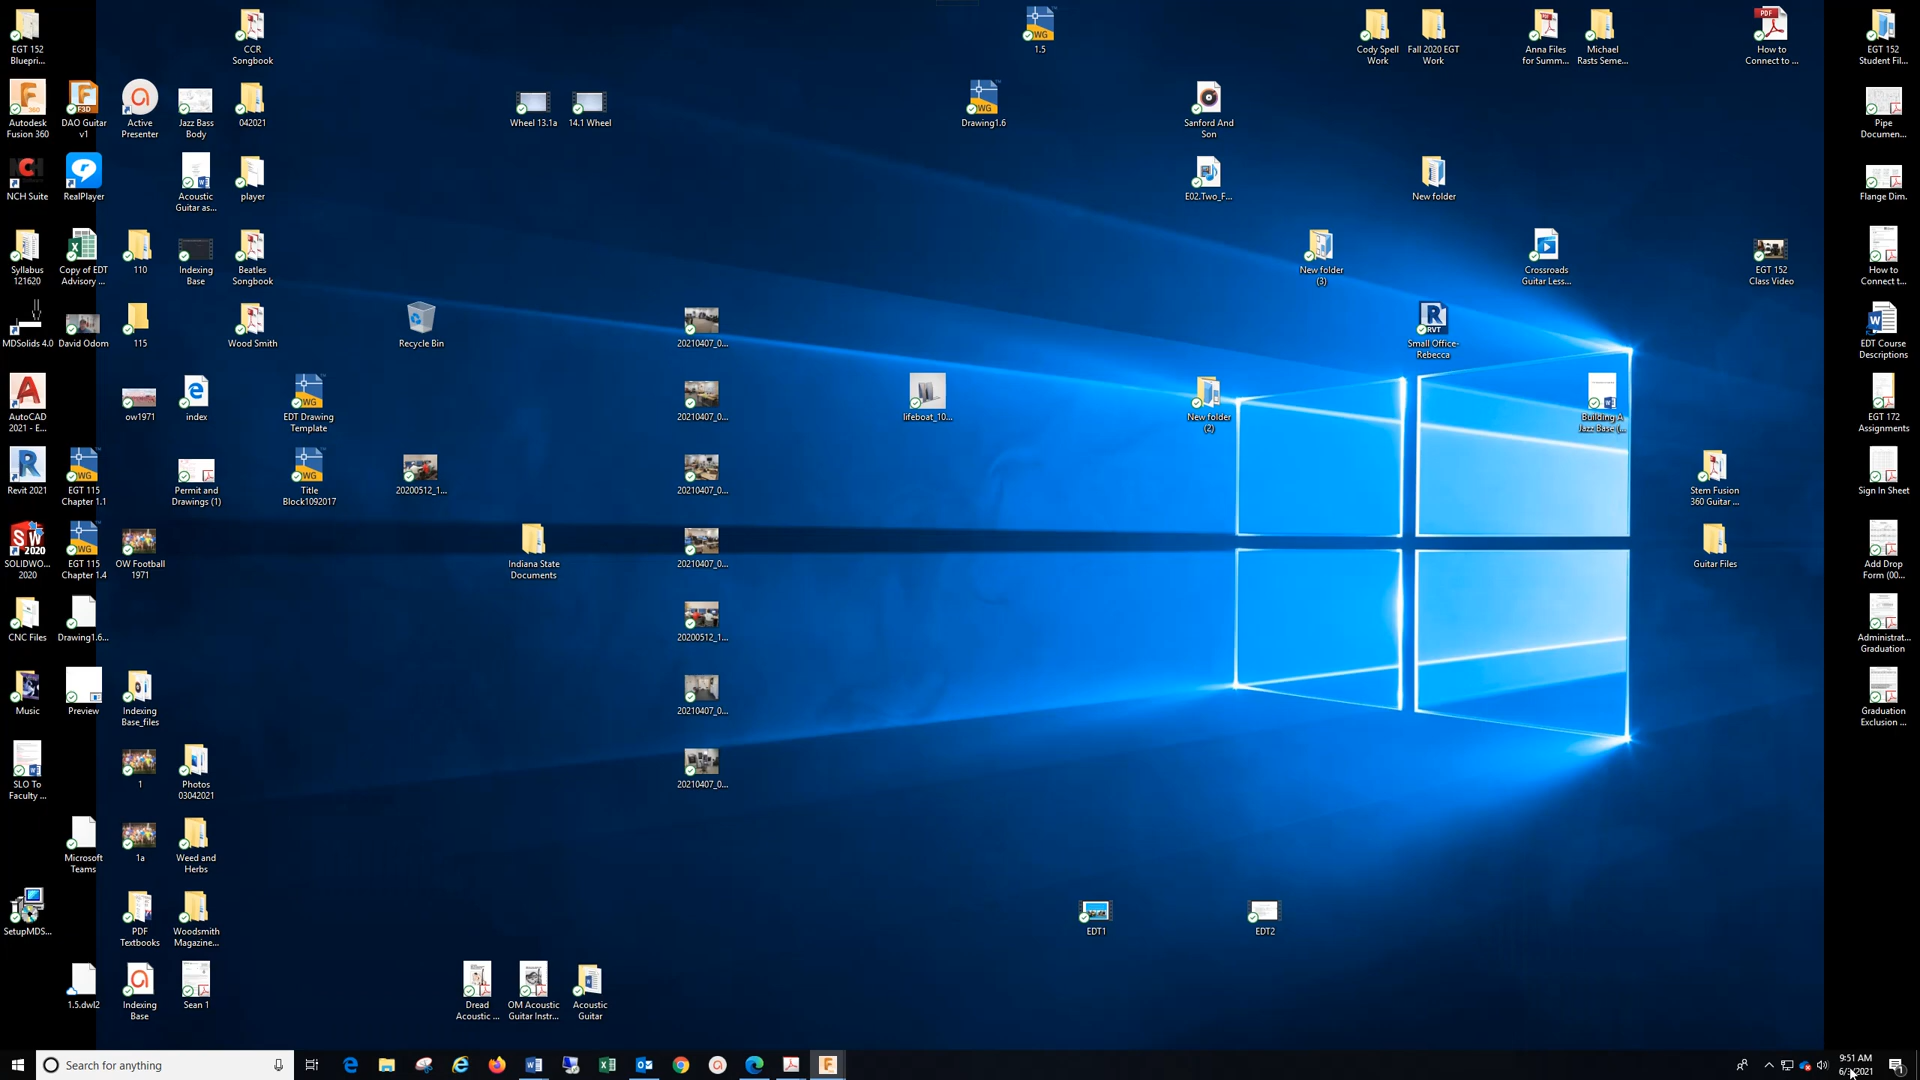 EGT 152
Bluepri...
CCR
Songbook
1.5
Cody Spell
Work
Fall 2020 EGT
Work
Anna Files
for Summ...
Michael
Rasts Seme...
PDF
How to
Connect to ...
EGT 152
Student Fil...
Autodesk
Fusion 360
DAO Guitar
v1
Active
Presenter
Jazz Bass
Body
042021
Wheel 13.1a
14.1 Wheel
Drawing1.6
Sanford And
Son
Pipe
Documen...
NCH Suite
RealPlayer
Acoustic
Guitar as...
player
E02.Two_F...
New folder
Flange Dim.
Syllabus
121620
Copy of EDT
Advisory ...
110
Indexing
Base
Beatles
Songbook
New folder
(3)
Crossroads
Guitar Less...
EGT 152
Class Video
How to
Connect t...
MDSolids 4.0
David Odom
115
Wood Smith
Recycle Bin
20210407_0...
RVT
Small Office-
Rebecca
EDT Course
Descriptions
AutoCAD
2021 - E...
ow1971
index
EDT Drawing
Template
20210407_0...
lifeboat_10...
New folder
(2)
Building A
Jazz Base (...
EGT 172
Assignments
Revit 2021
EGT 115
Chapter 1.1
Permit and
Drawings (1)
Title
Block1092017
20200512_1...
20210407_0...
Stem Fusion
360 Guitar ...
Sign In Sheet
SW
2020
SOLIDWO...
2020
EGT 115
Chapter 1.4
OW Football
1971
Indiana State
Documents
20210407_0...
Guitar Files
Add Drop
Form (00...
CNC Files
Drawing1.6...
20200512_1...
Administrat...
Graduation
Music
Preview
Indexing
Base_files
20210407_0...
Graduation
Exclusion ...
SLO To
Faculty ...
1
Photos
03042021
20210407_0...
Microsoft
Teams
1a
Weed and
Herbs
SetupMDS...
PDF
Textbooks
Woodsmith
Magazine...
EDT1
EDT2
1.5.dwl2
Indexing
Base
Sean 1
Dread
Acoustic ...
OM Acoustic
Guitar Instr...
Acoustic
Guitar
Search for anything
9:51 AM